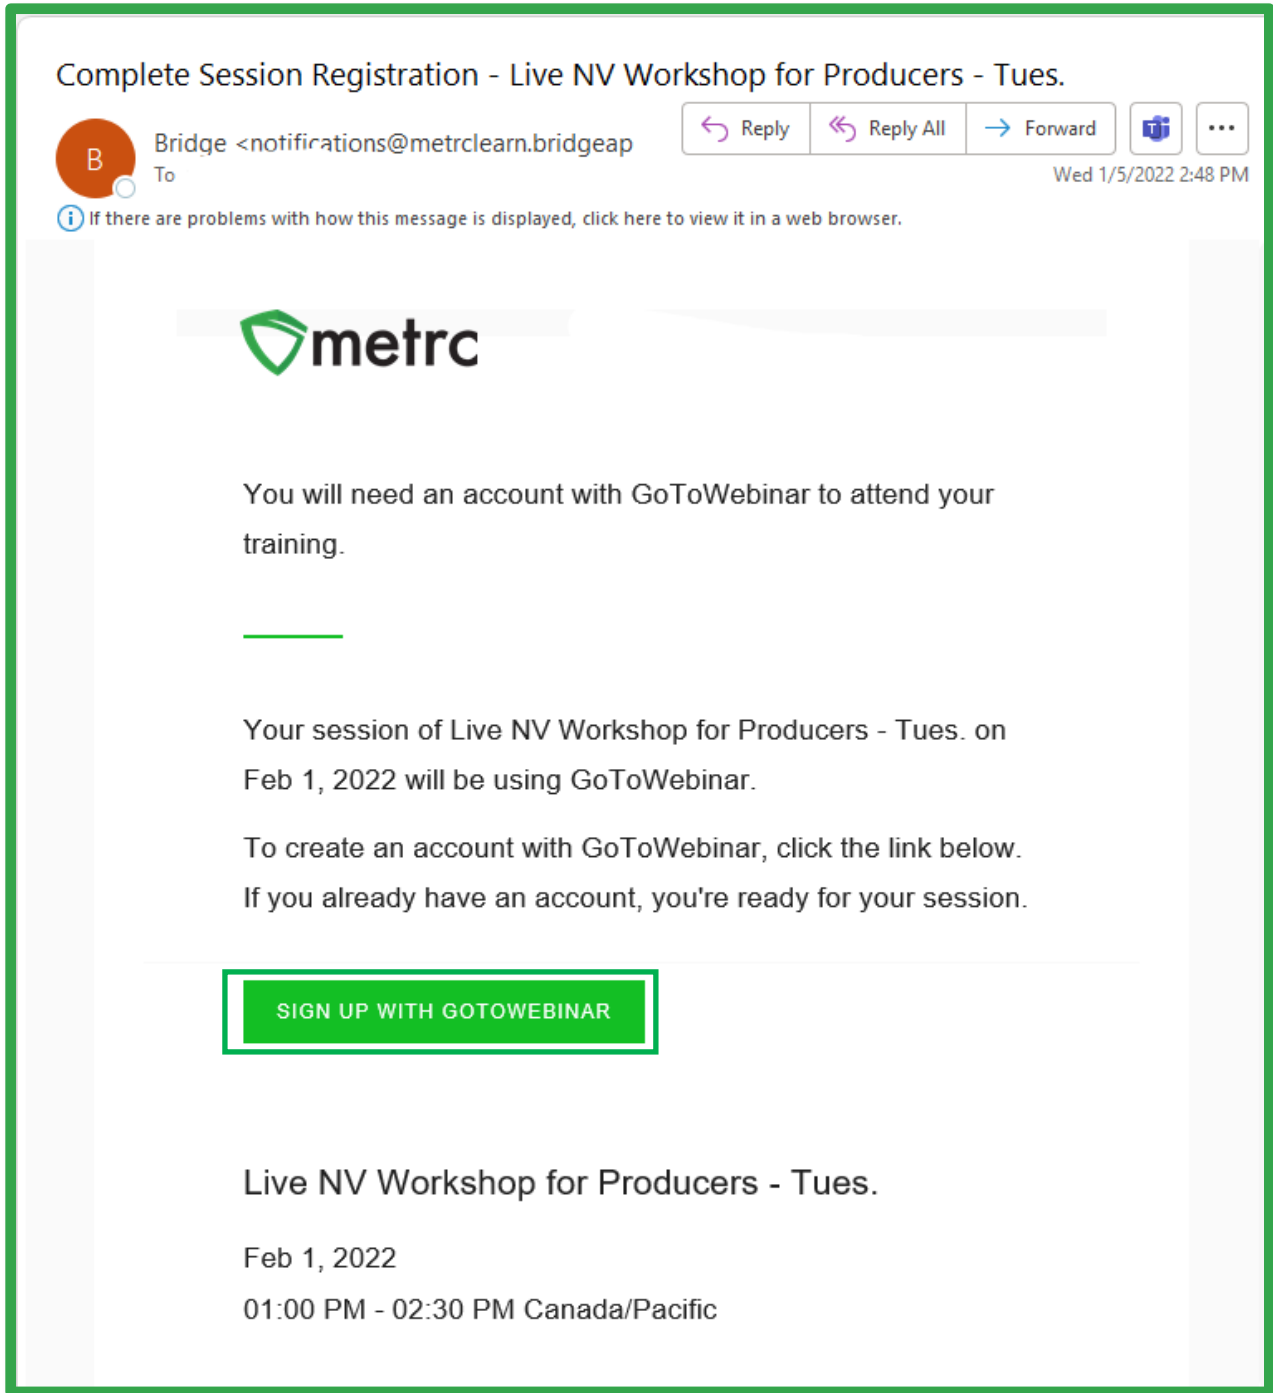 Complete Session Registration - Live NV Workshop for Producers - Tues.
B
Bridge <notifications@metrclearn.bridgeap
Reply
Reply All
Forward
To
Wed 1/5/2022 2:48 PM
If there are problems with how this message is displayed, click here to view it in a web browser.
metrc
You will need an account with GoToWebinar to attend your
training.
Your session of Live NV Workshop for Producers - Tues. on
Feb 1, 2022 will be using GoToWebinar.
To create an account with GoToWebinar, click the link below.
If you already have an account, you're ready for your session.
SIGN UP WITH GOTOWEBINAR
Live NV Workshop for Producers - Tues.
Feb 1, 2022
01:00 PM - 02:30 PM Canada/Pacific